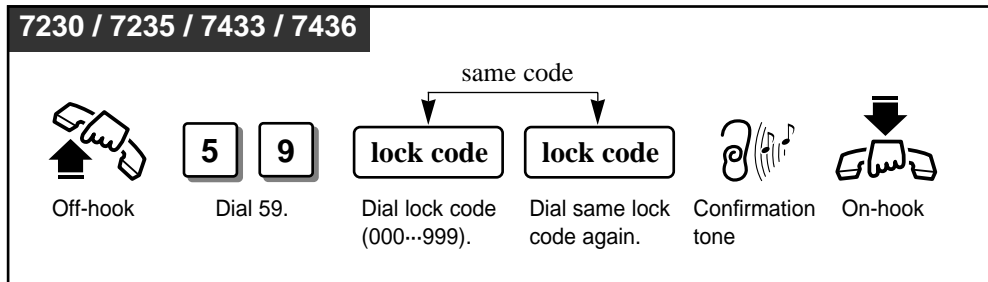 7230 / 7235 / 7433 / 7436
same code
5 9 lock code lock code
Off-hook Dial 59. Dial lock code Dial same lock Confirmation On-hook
(000···999). code again. tone